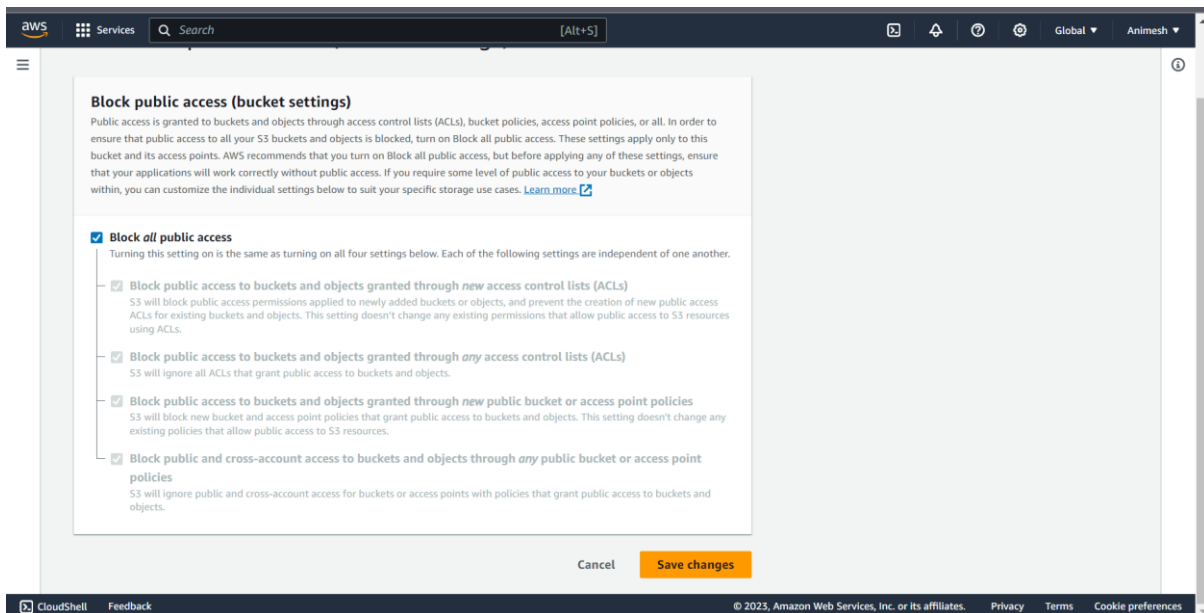 aws
Services
Search
[Alt+S]
Global
Animesh
Block public access (bucket settings)
Public access is granted to buckets and objects through access control lists (ACLs), bucket policies, access point policies, or all. In order to
ensure that public access to all your S3 buckets and objects is blocked, turn on Block all public access. These settings apply only to this
bucket and its access points. AWS recommends that you turn on Block all public access, but before applying any of these settings, ensure
that your applications will work correctly without public access. If you require some level of public access to your buckets or objects
within, you can customize the individual settings below to suit your specific storage use cases. Learn more
Block all public access
Turning this setting on is the same as turning on all four settings below. Each of the following settings are independent of one another.
Block public access to buckets and objects granted through new access control lists (ACLs)
S3 will block public access permissions applied to newly added buckets or objects, and prevent the creation of new public access
ACLs for existing buckets and objects. This setting doesn't change any existing permissions that allow public access to S3 resources
using ACLs.
Block public access to buckets and objects granted through any access control lists (ACLs)
S3 will ignore all ACLs that grant public access to buckets and objects.
Block public access to buckets and objects granted through new public bucket or access point policies
S3 will block new bucket and access point policies that grant public access to buckets and objects. This setting doesn't change any
existing policies that allow public access to S3 resources.
Block public and cross-account access to buckets and objects through any public bucket or access point
policies
S3 will ignore public and cross-account access for buckets or access points with policies that grant public access to buckets and
objects.
Cancel
Save changes
CloudShell
Feedback
© 2023, Amazon Web Services, Inc. or its affiliates.
Privacy
Terms
Cookie preferences